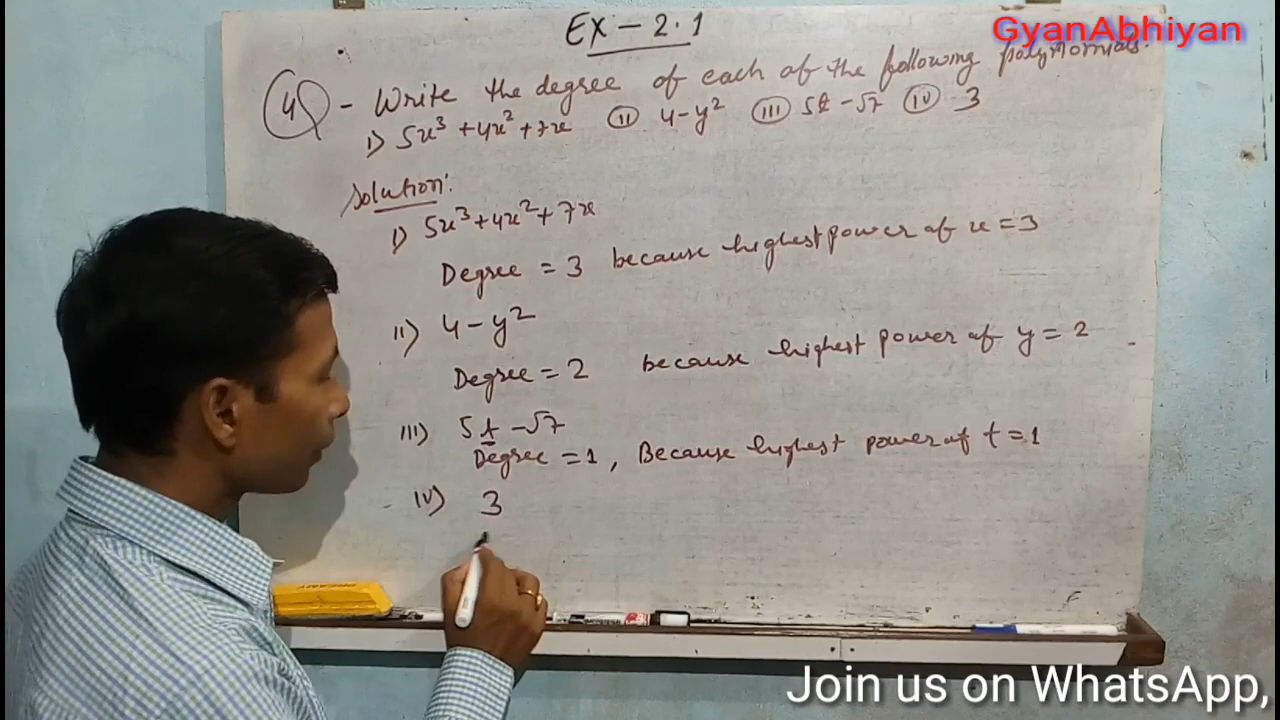 GyanAbhiyan
EX - 2.1
4Q - Write the degree of each of the following polynomials.
i) 5x³ + 4x² + 7x (ii) 4 - y² (iii) 5t - √7 (iv) 3
Solution:
i) 5x³ + 4x² + 7x
Degree = 3 because highest power of x = 3
ii) 4 - y²
Degree = 2 because highest power of y = 2
iii) 5t - √7
Degree = 1, Because highest power of t = 1
iv) 3
Join us on WhatsApp,